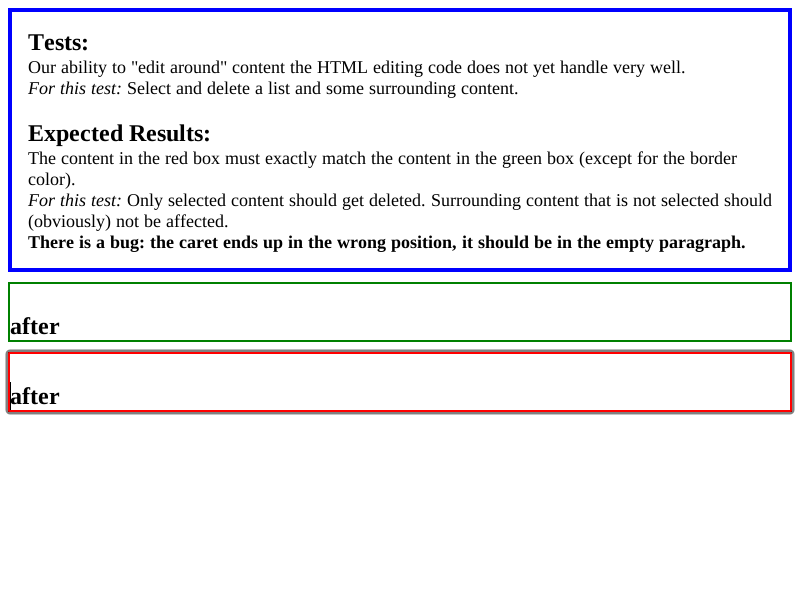 Tests:
Our ability to "edit around" content the HTML editing code does not yet handle very well.
For this test: Select and delete a list and some surrounding content.
Expected Results:
The content in the red box must exactly match the content in the green box (except for the border
color).
For this test: Only selected content should get deleted. Surrounding content that is not selected should
(obviously) not be affected.
There is a bug: the caret ends up in the wrong position, it should be in the empty paragraph.
after
after